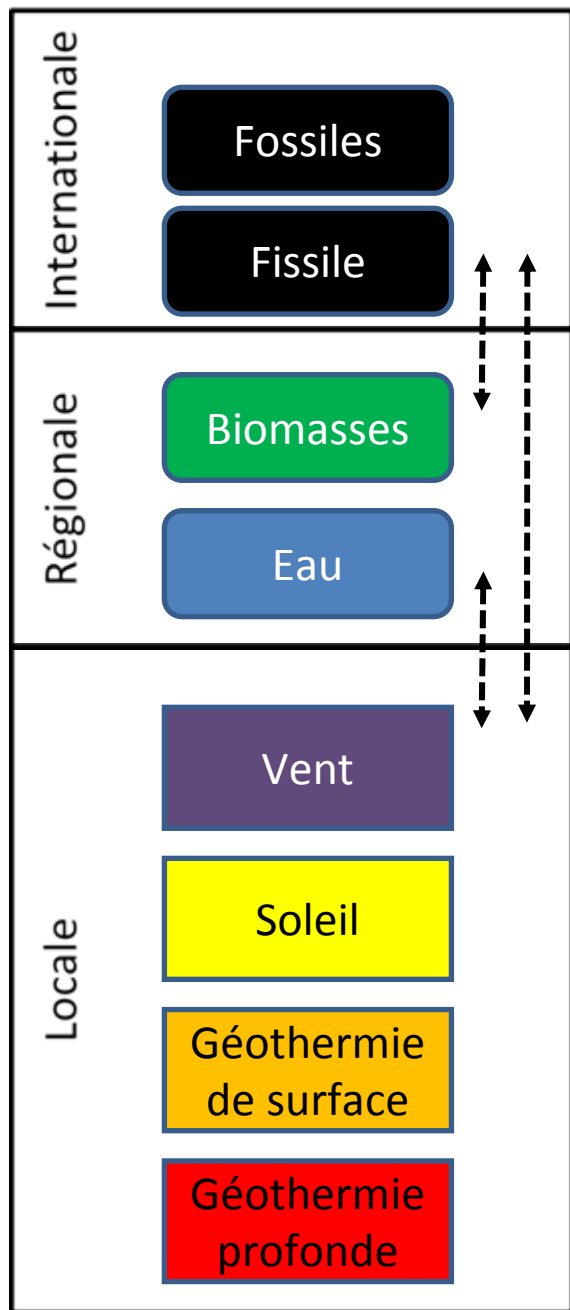 Internationale
Fossiles
Fissile
Régionale
Biomasses
Eau
Locale
Vent
Soleil
Géothermie
de surface
Géothermie
profonde